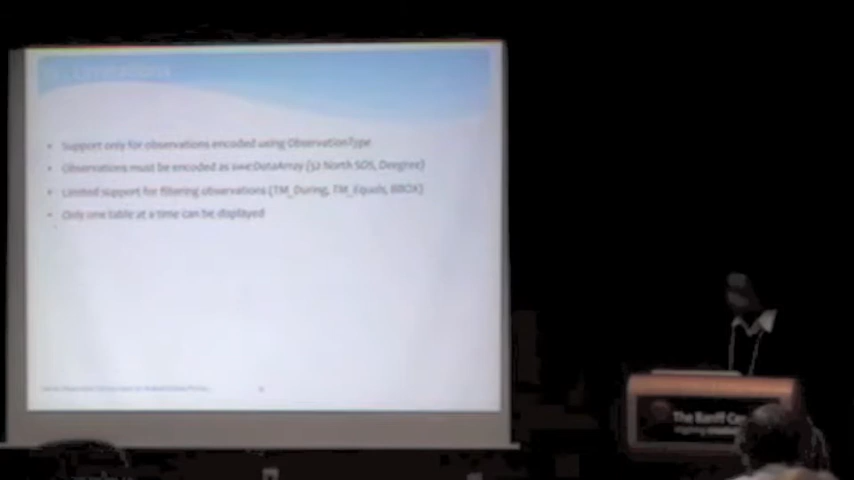 Limitations
• Support only for observations encoded using ObservationType
• Observations must be encoded as swe:DataArray (52 North SOS, Deegree)
• Limited support for filtering observations (TM_During, TM_Equals, BBOX)
• Only one table at a time can be displayed
The Banff